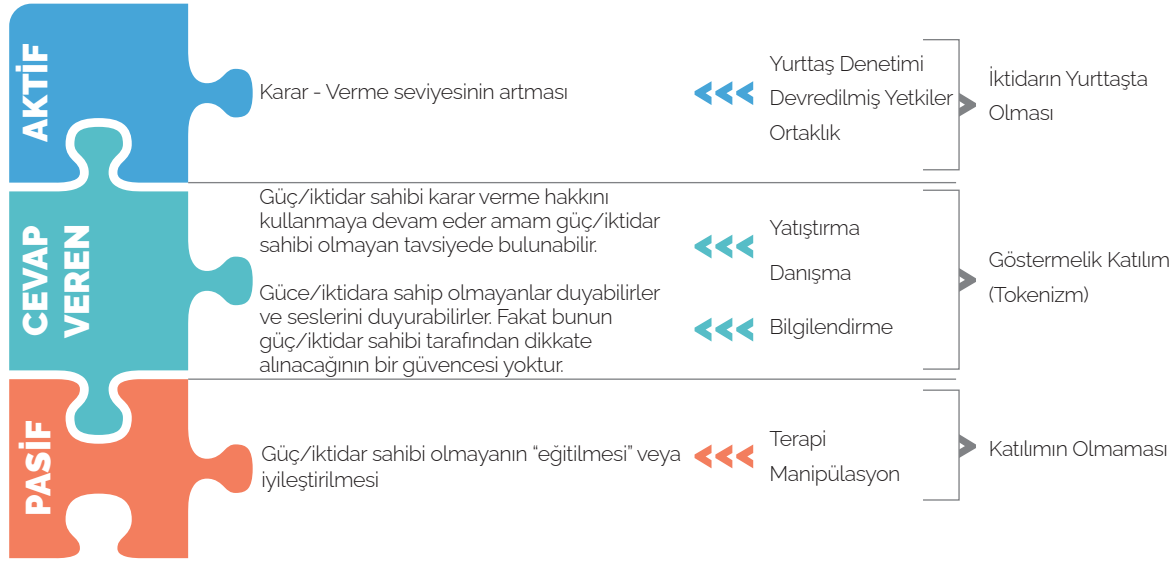 AKTİF
Karar - Verme seviyesinin artması
Yurttaş Denetimi
Devredilmiş Yetkiler
Ortaklık
İktidarın Yurttaşta
Olması
CEVAP
VEREN
Güç/iktidar sahibi karar verme hakkını
kullanmaya devam eder amam güç/iktidar
sahibi olmayan tavsiyede bulunabilir.
Yatıştırma
Danışma
Güce/iktidara sahip olmayanlar duyabilirler
ve seslerini duyurabilirler. Fakat bunun
güç/iktidar sahibi tarafından dikkate
alınacağının bir güvencesi yoktur.
Bilgilendirme
Göstermelik Katılım
(Tokenizm)
PASİF
Güç/iktidar sahibi olmayanın “eğitilmesi” veya
iyileştirilmesi
Terapi
Manipülasyon
Katılımın Olmaması